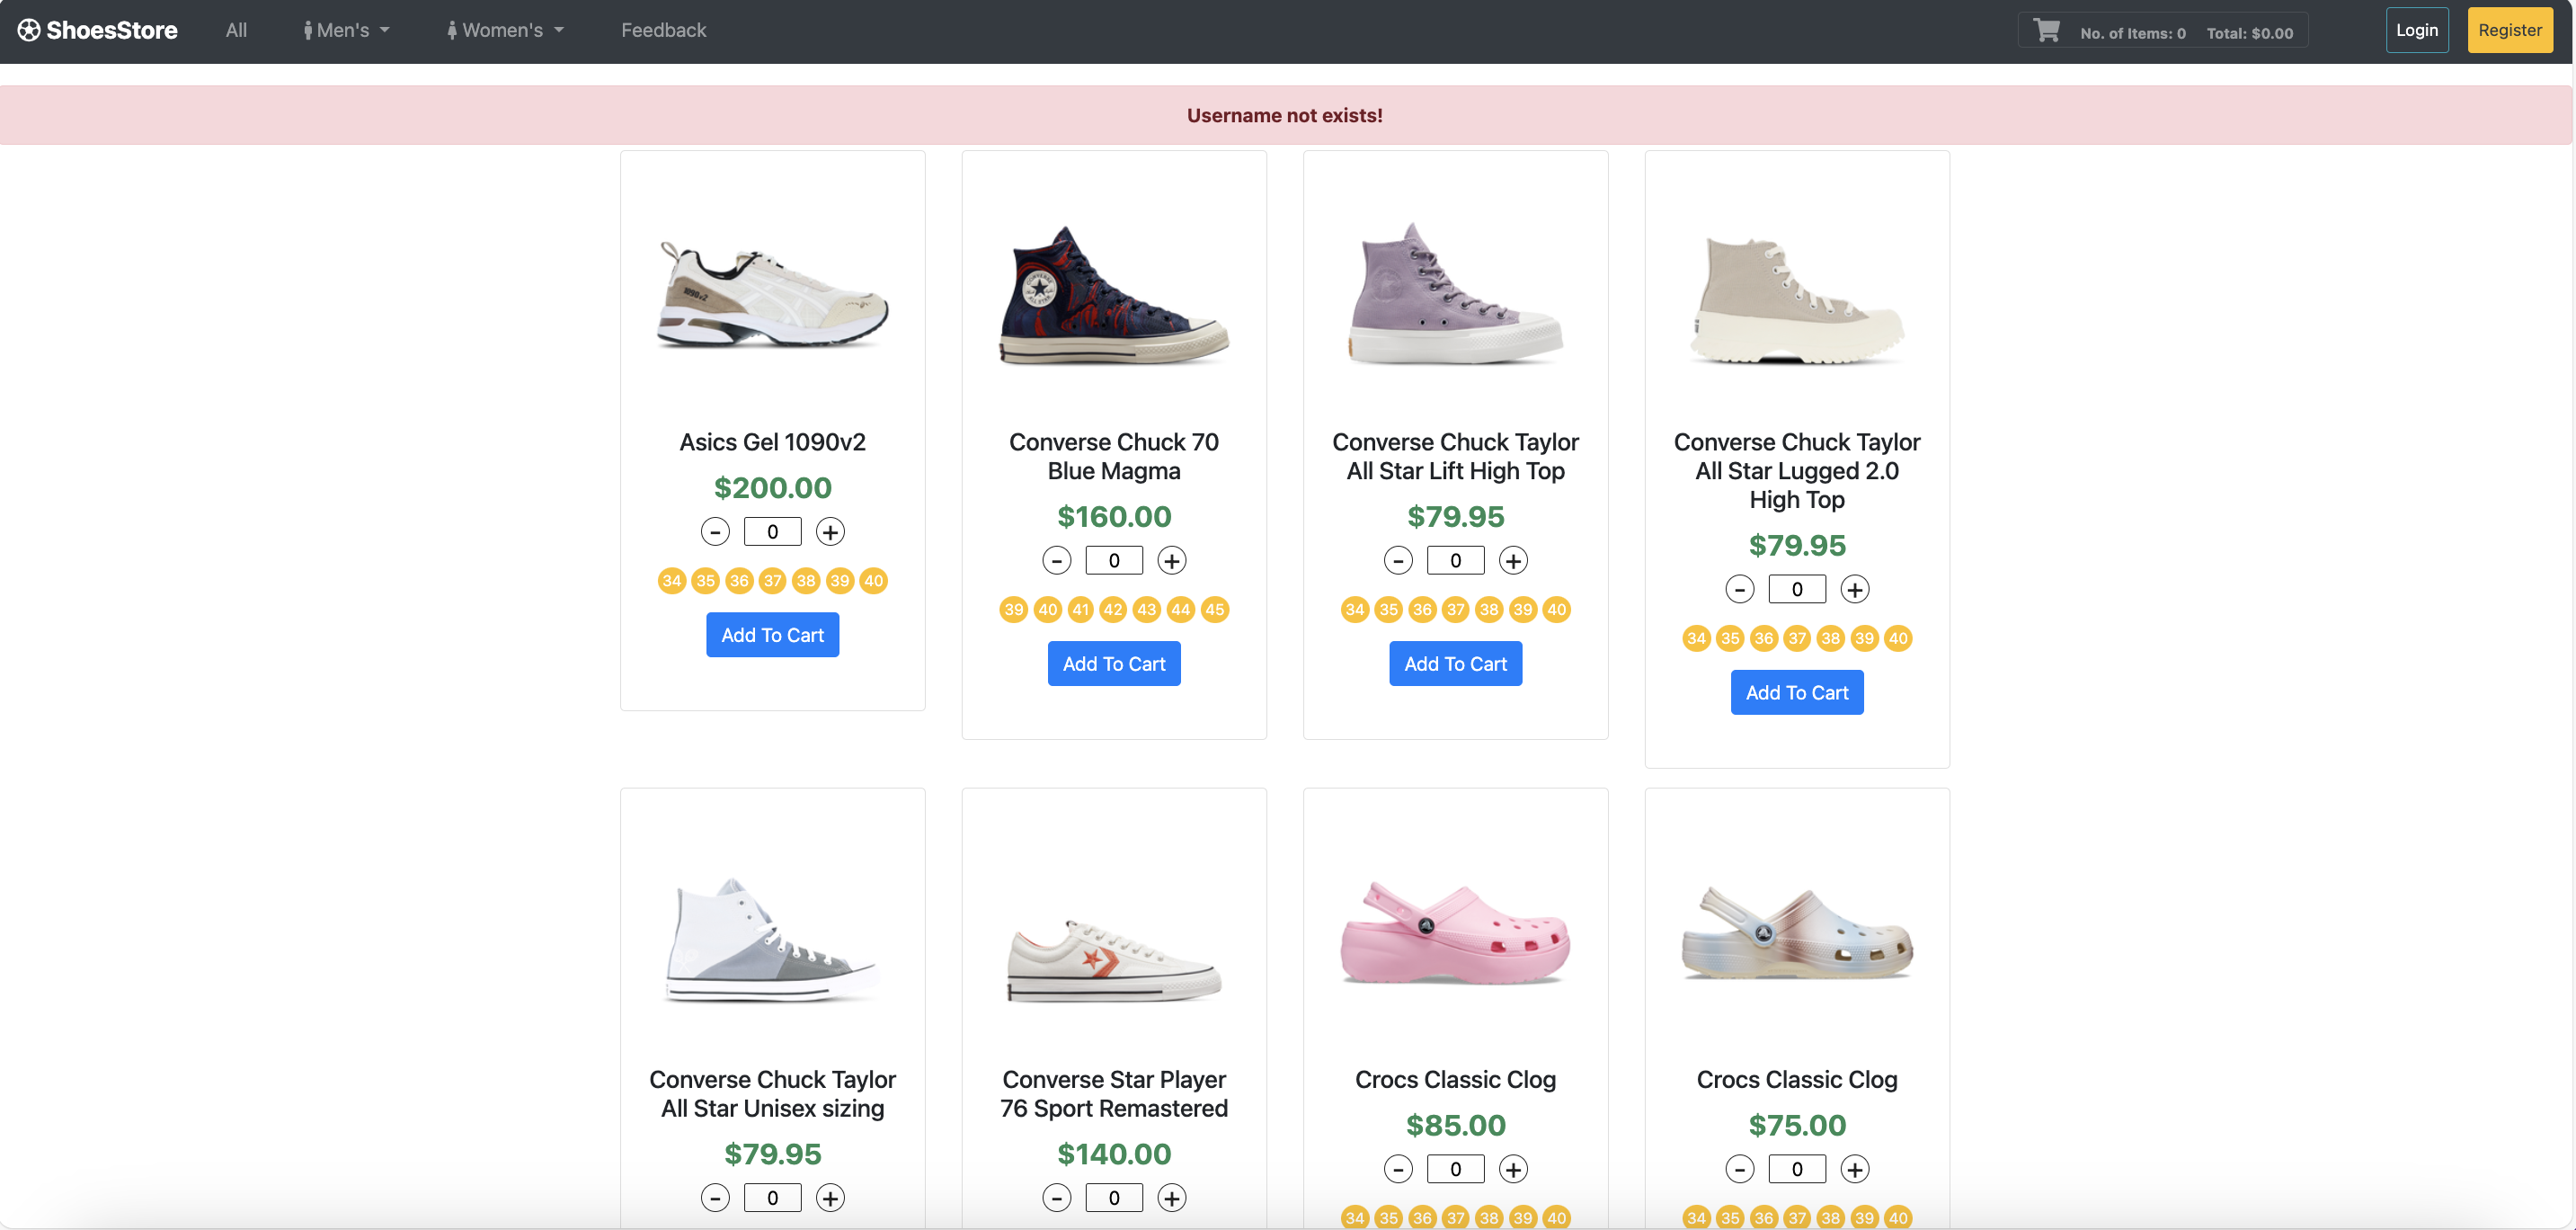 ShoesStore All Men's Women's Feedback No. of Items: 0 Total: $0.00 Login Register
Username not exists!
1090v2
CONVERSE
ALL STAR
Asics Gel 1090v2
$200.00
- 0 +
34 35 36 37 38 39 40
Add To Cart
Converse Chuck 70
Blue Magma
$160.00
- 0 +
39 40 41 42 43 44 45
Add To Cart
Converse Chuck Taylor
All Star Lift High Top
$79.95
- 0 +
34 35 36 37 38 39 40
Add To Cart
Converse Chuck Taylor
All Star Lugged 2.0
High Top
$79.95
- 0 +
34 35 36 37 38 39 40
Add To Cart
Converse Chuck Taylor
All Star Unisex sizing
$79.95
- 0 +
Converse Star Player
76 Sport Remastered
$140.00
- 0 +
Crocs Classic Clog
$85.00
- 0 +
34 35 36 37 38 39 40
Crocs Classic Clog
$75.00
- 0 +
34 35 36 37 38 39 40